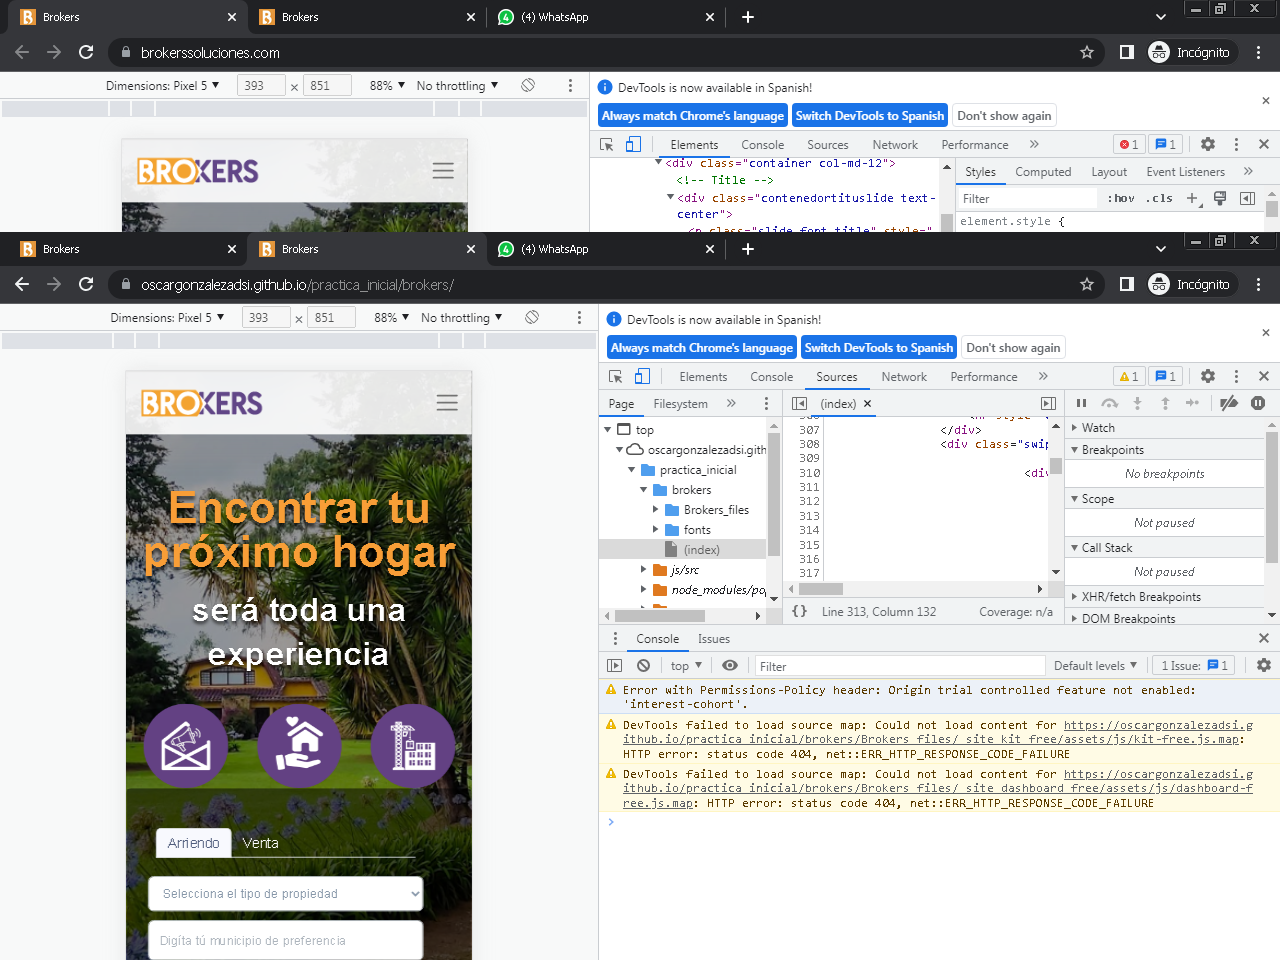 Brokers
Brokers
(4) WhatsApp
brokerssoluciones.com
Incógnito
Dimensions: Pixel 5 ▼ 393 × 851 88% ▼ No throttling ▼
DevTools is now available in Spanish!
Always match Chrome's language Switch DevTools to Spanish Don't show again
Elements Console Sources Network Performance » 1 1
BROKERS
<div class="container col-md-12">
<!-- Title -->
<div class="contenedortituslide text-
center">
<p class="slide font title" style="
Styles Computed Layout Event Listeners »
Filter :hov .cls
element.style {
Brokers
Brokers
(4) WhatsApp
oscargonzalezadsi.github.io/practica_inicial/brokers/
Incógnito
Dimensions: Pixel 5 ▼ 393 × 851 88% ▼ No throttling ▼
DevTools is now available in Spanish!
Always match Chrome's language Switch DevTools to Spanish Don't show again
Elements Console Sources Network Performance » 1 1
BROKERS
Encontrar tu
próximo hogar
será toda una
experiencia
Arriendo Venta
Selecciona el tipo de propiedad
Digíta tú municipio de preferencia
Page Filesystem »
top
oscargonzalezadsi.gith
practica_inicial
brokers
Brokers_files
fonts
(index)
js/src
node_modules/po
(index)
307 </div>
308 <div class="swip
309
310 <div
311
312
313
314
315
316
317
{} Line 313, Column 132 Coverage: n/a
Watch
Breakpoints
No breakpoints
Scope
Not paused
Call Stack
Not paused
XHR/fetch Breakpoints
DOM Breakpoints
Console Issues
top ▼ Filter Default levels ▼ 1 Issue: 1
Error with Permissions-Policy header: Origin trial controlled feature not enabled:
'interest-cohort'.
DevTools failed to load source map: Could not load content for https://oscargonzalezadsi.g
ithub.io/practica_inicial/brokers/Brokers_files/_site_kit_free/assets/js/kit-free.js.map:
HTTP error: status code 404, net::ERR_HTTP_RESPONSE_CODE_FAILURE
DevTools failed to load source map: Could not load content for https://oscargonzalezadsi.g
ithub.io/practica_inicial/brokers/Brokers_files/_site_dashboard_free/assets/js/dashboard-f
ree.js.map: HTTP error: status code 404, net::ERR_HTTP_RESPONSE_CODE_FAILURE